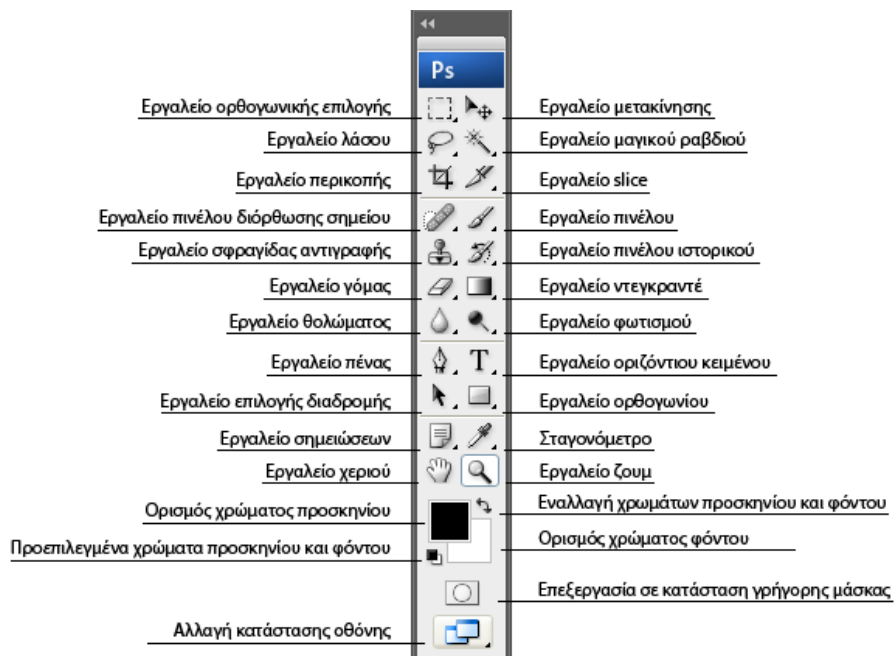 Ps
Εργαλείο ορθογωνικής επιλογής
Εργαλείο μετακίνησης
Εργαλείο λάσου
Εργαλείο μαγικού ραβδιού
Εργαλείο περικοπής
Εργαλείο slice
Εργαλείο πινέλου διόρθωσης σημείου
Εργαλείο πινέλου
Εργαλείο σφραγίδας αντιγραφής
Εργαλείο πινέλου ιστορικού
Εργαλείο γόμας
Εργαλείο ντεγκραντέ
Εργαλείο θολώματος
Εργαλείο φωτισμού
Εργαλείο πένας
T
Εργαλείο οριζόντιου κειμένου
Εργαλείο επιλογής διαδρομής
Εργαλείο ορθογωνίου
Εργαλείο σημειώσεων
Σταγονόμετρο
Εργαλείο χεριού
Εργαλείο ζουμ
Ορισμός χρώματος προσκηνίου
Εναλλαγή χρωμάτων προσκηνίου και φόντου
Προεπιλεγμένα χρώματα προσκηνίου και φόντου
Ορισμός χρώματος φόντου
Επεξεργασία σε κατάσταση γρήγορης μάσκας
Αλλαγή κατάστασης οθόνης